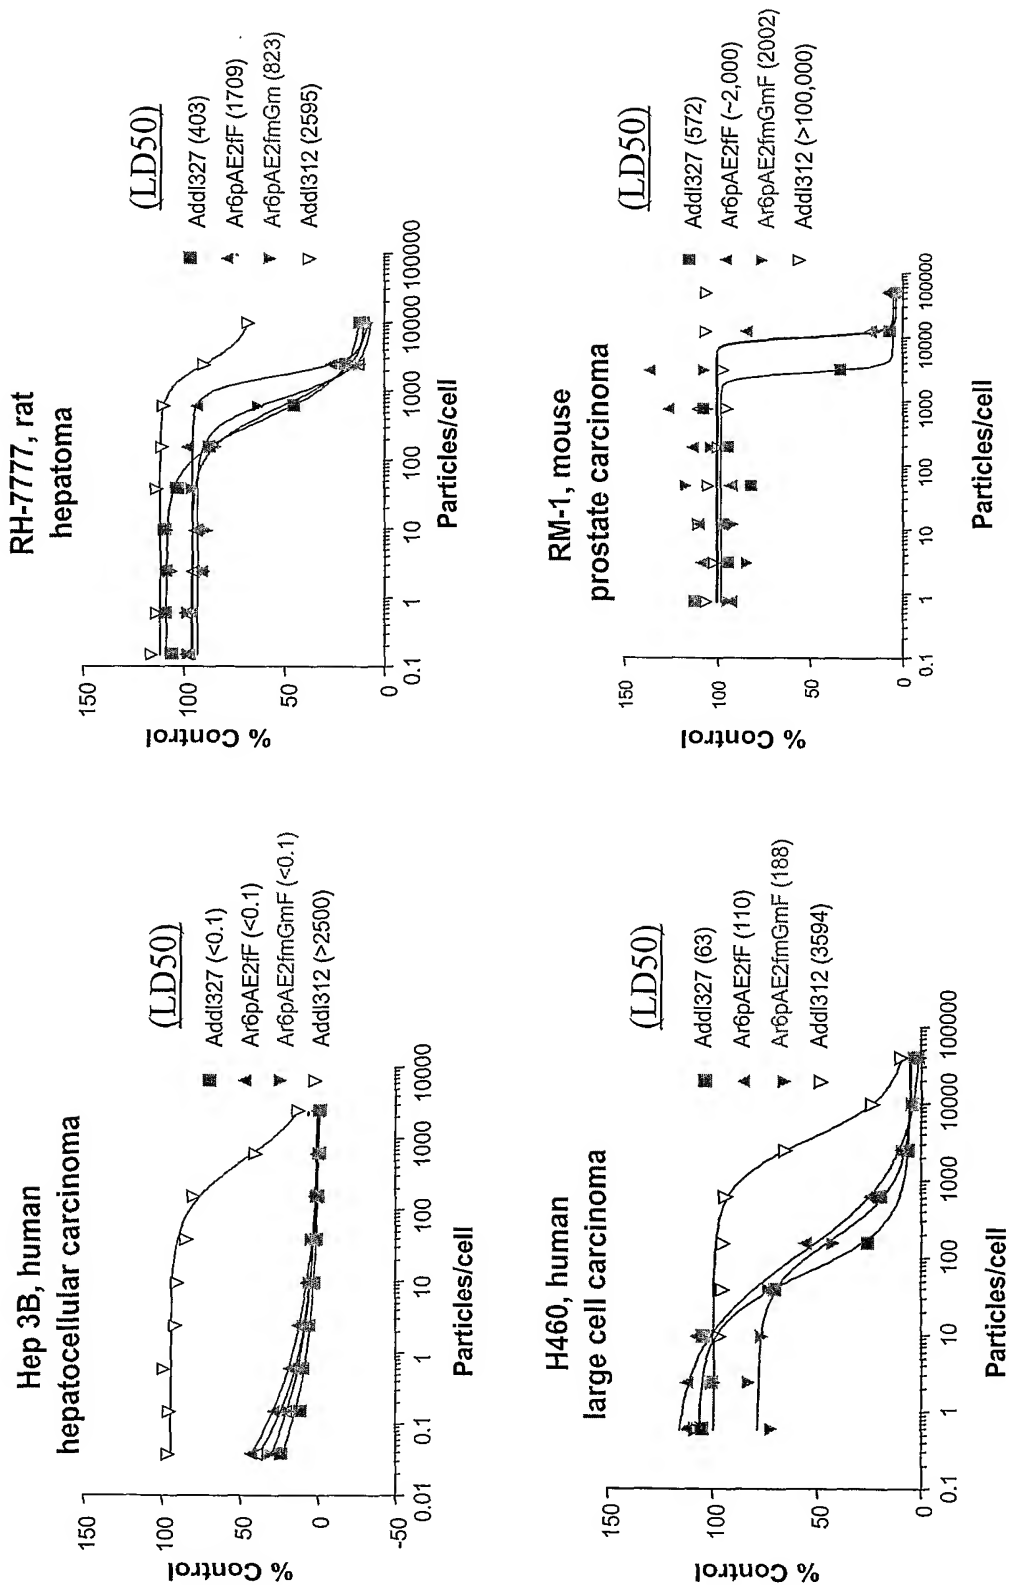 Hep 3B, human
hepatocellular carcinoma
% Control
150
100
50
0
-50
0.01
0.1
1
10
100
1000
10000
Particles/cell
(LD50)
Addl327 (<0.1)
Ar6pAE2fF (<0.1)
Ar6pAE2fmGmF (<0.1)
Addl312 (>2500)
RH-7777, rat
hepatoma
% Control
150
100
50
0
0.1
1
10
100
1000
10000
100000
Particles/cell
(LD50)
Addl327 (403)
Ar6pAE2fF (1709)
Ar6pAE2fmGm (823)
Addl312 (2595)
H460, human
large cell carcinoma
% Control
150
100
50
0
0.1
1
10
100
1000
10000
100000
Particles/cell
(LD50)
Addl327 (63)
Ar6pAE2fF (110)
Ar6pAE2fmGmF (188)
Addl312 (3594)
RM-1, mouse
prostate carcinoma
% Control
150
100
50
0
0.1
1
10
100
1000
10000
100000
Particles/cell
(LD50)
Addl327 (572)
Ar6pAE2fF (~2,000)
Ar6pAE2fmGmF (2002)
Addl312 (>100,000)